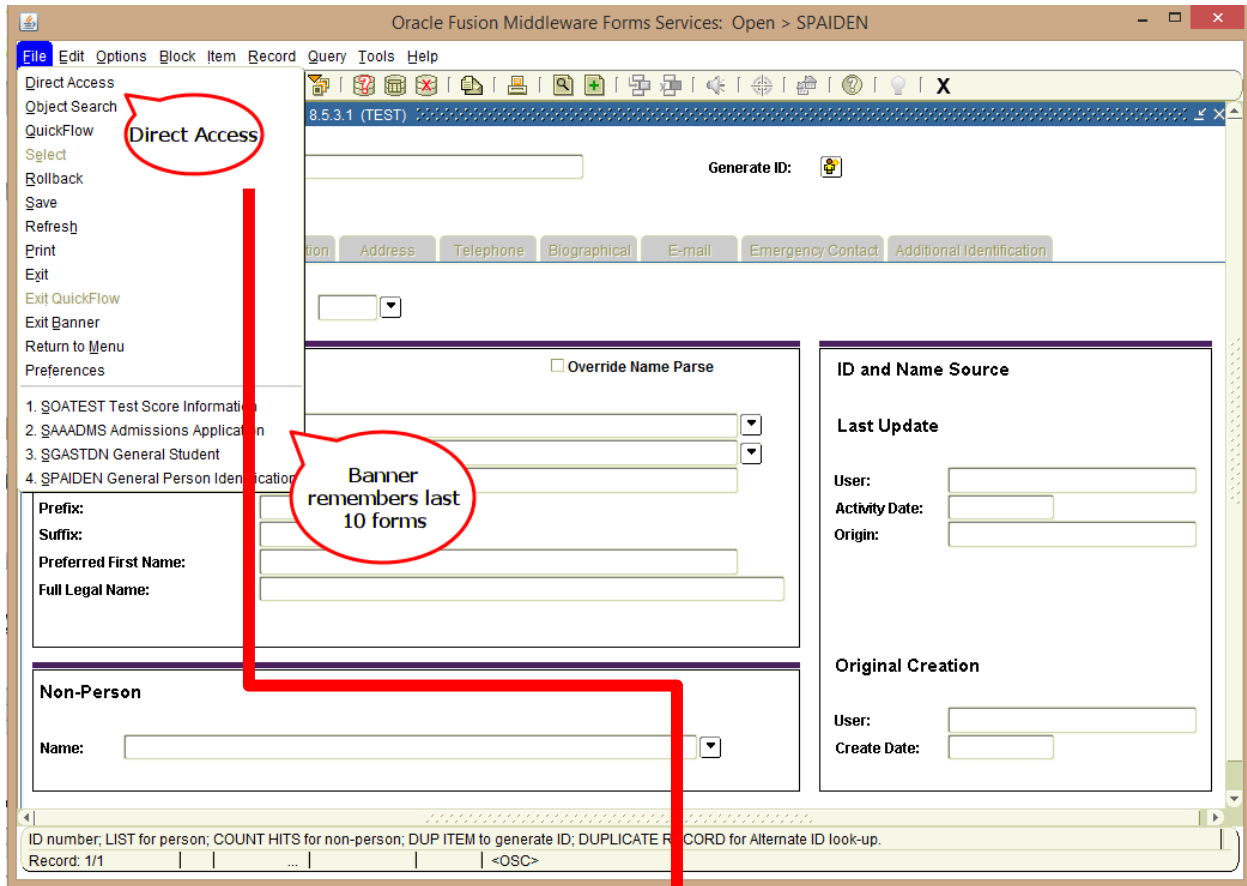 Oracle Fusion Middleware Forms Services: Open > SPAIDEN
File Edit Options Block Item Record Query Tools Help
X
8.5.3.1 (TEST)
Direct Access
Object Search
QuickFlow
Select
Rollback
Save
Refresh
Print
Exit
Exit QuickFlow
Exit Banner
Return to Menu
Preferences
1. SOATEST Test Score Information
2. SAAADMS Admissions Application
3. SGASTDN General Student
4. SPAIDEN General Person Identification
Direct Access
Banner
remembers last
10 forms
Generate ID:
Address Telephone Biographical E-mail Emergency Contact Additional Identification
Override Name Parse
Prefix:
Suffix:
Preferred First Name:
Full Legal Name:
Non-Person
Name:
ID and Name Source
Last Update
User:
Activity Date:
Origin:
Original Creation
User:
Create Date:
ID number; LIST for person; COUNT HITS for non-person; DUP ITEM to generate ID; DUPLICATE RECORD for Alternate ID look-up.
Record: 1/1 ... <OSC>